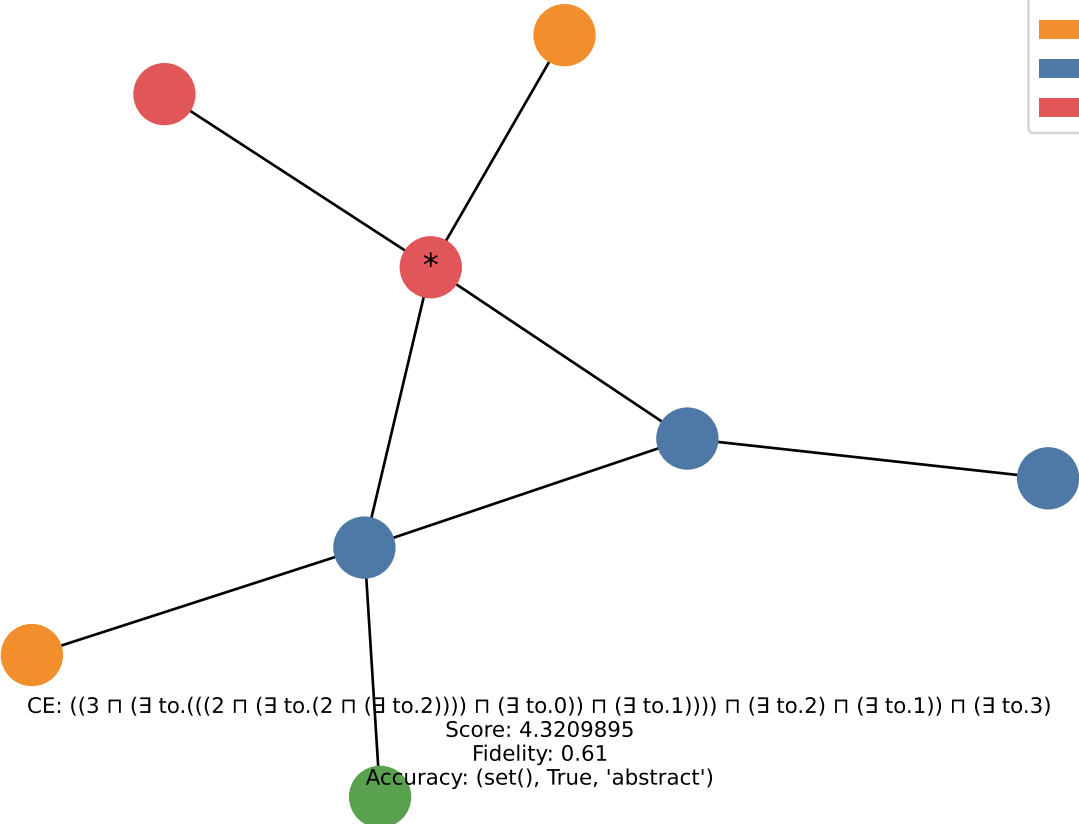 *
CE: ((3 ⊓ (∃ to.(((2 ⊓ (∃ to.(2 ⊓ (∃ to.2)))) ⊓ (∃ to.0)) ⊓ (∃ to.1)))) ⊓ (∃ to.2) ⊓ (∃ to.1)) ⊓ (∃ to.3)
Score: 4.3209895
Fidelity: 0.61
Accuracy: (set(), True, 'abstract')